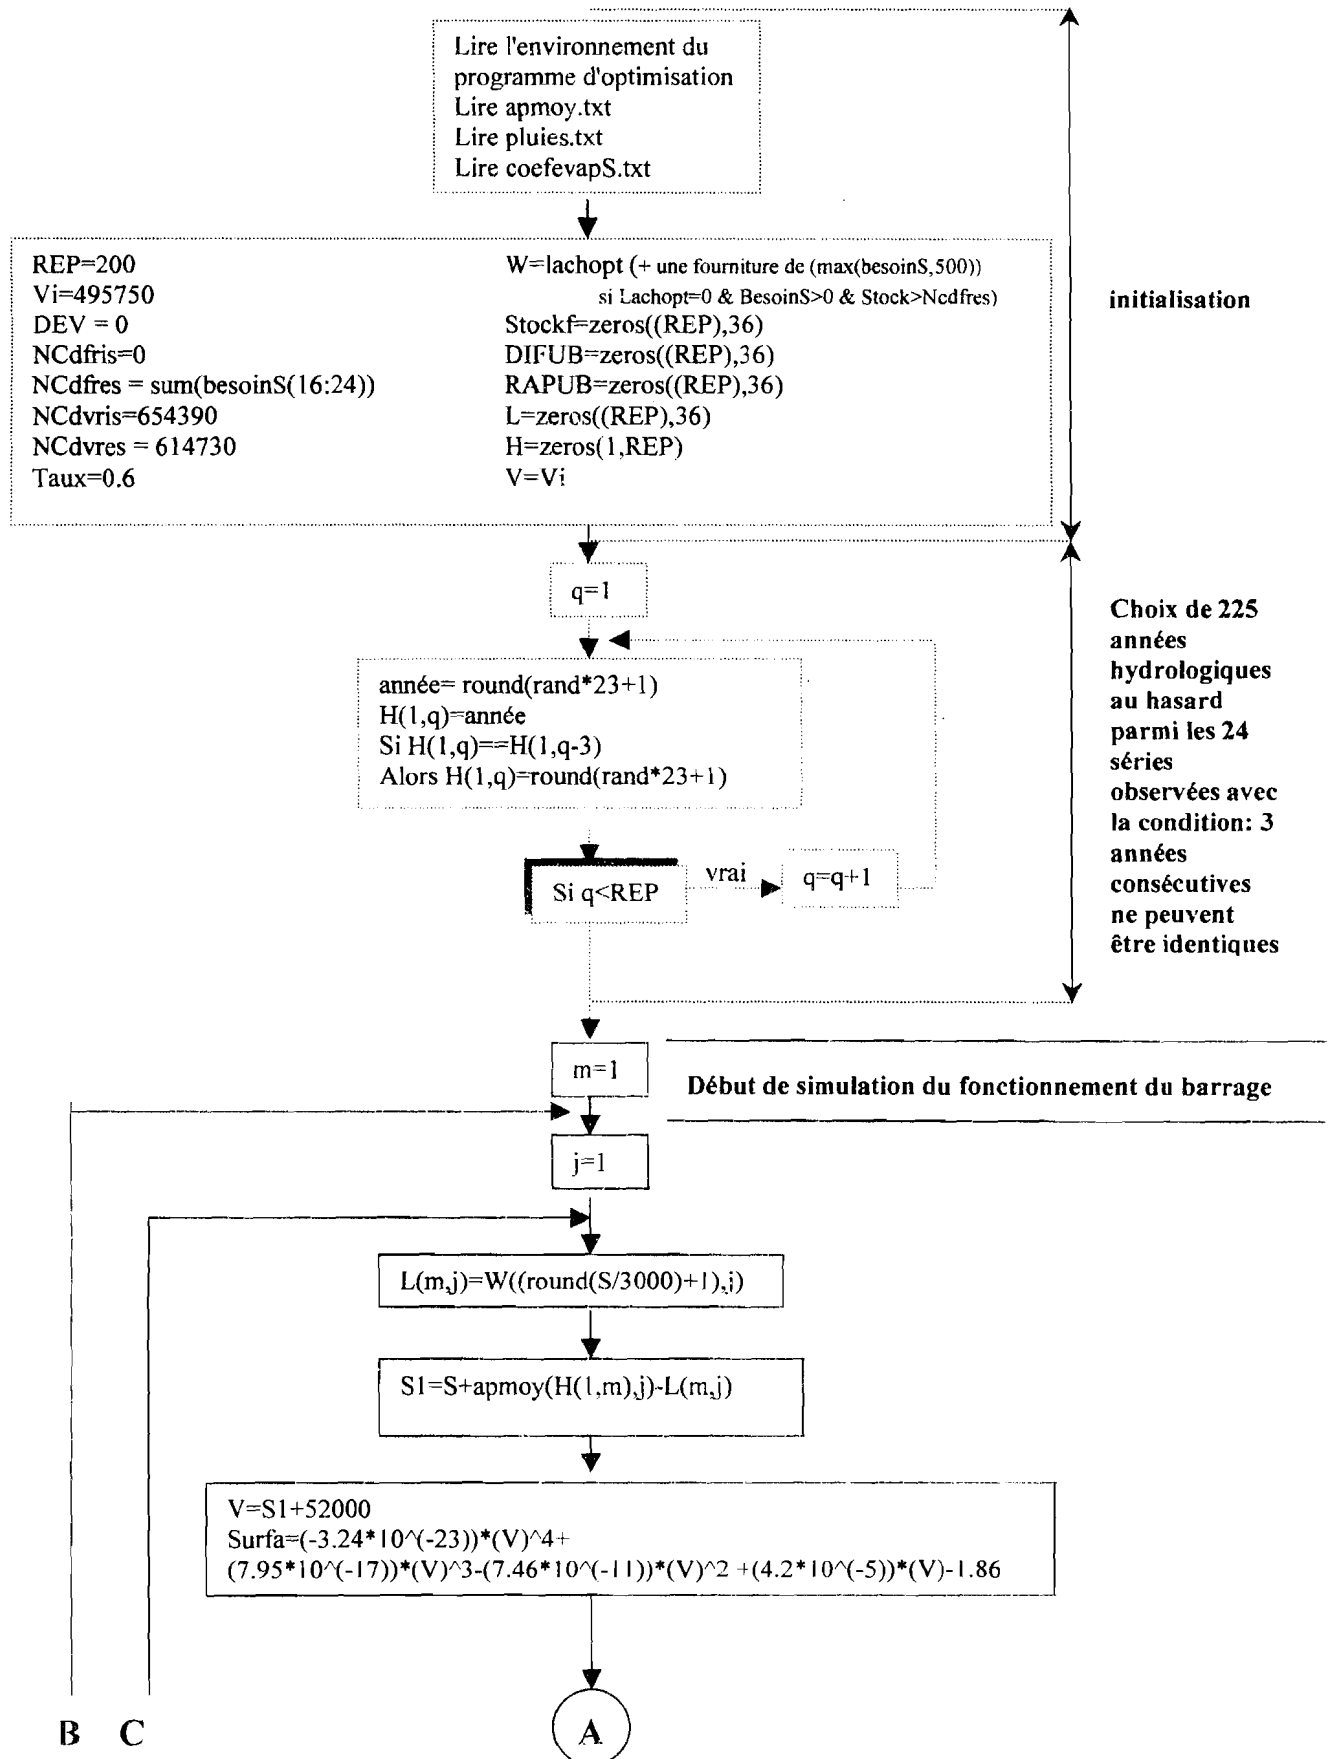 Lire l'environnement du
programme d'optimisation
Lire apmoy.txt
Lire pluies.txt
Lire coefevapS.txt
REP=200
Vi=495750
DEV = 0
NCdfris=0
NCdfres = sum(besoinS(16:24))
NCdvris=654390
NCdvres = 614730
Taux=0.6
W=lachopt (+ une fourniture de (max(besoinS,500))
si Lachopt=0 & BesoinS>0 & Stock>Ncdfres)
Stockf=zeros((REP),36)
DIFUB=zeros((REP),36)
RAPUB=zeros((REP),36)
L=zeros((REP),36)
H=zeros(1,REP)
V=Vi
initialisation
q=1
année= round(rand*23+1)
H(1,q)=année
Si H(1,q)==H(1,q-3)
Alors H(1,q)=round(rand*23+1)
Si q<REP
vrai
q=q+1
Choix de 225
années
hydrologiques
au hasard
parmi les 24
séries
observées avec
la condition: 3
années
consécutives
ne peuvent
être identiques
m=1
Début de simulation du fonctionnement du barrage
j=1
L(m,j)=W((round(S/3000)+1),j)
S1=S+apmoy(H(1,m),j)-L(m,j)
V=S1+52000
Surfa=(-3.24*10^(-23))*(V)^4+
(7.95*10^(-17))*(V)^3-(7.46*10^(-11))*(V)^2 +(4.2*10^(-5))*(V)-1.86
B
C
A